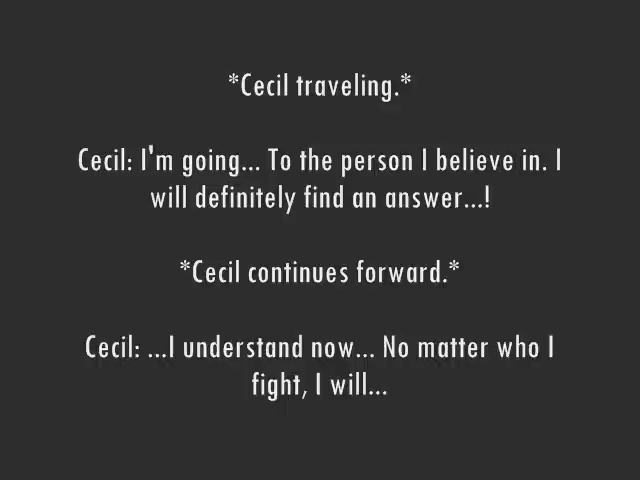 *Cecil traveling.*
Cecil: I'm going... To the person I believe in. I
will definitely find an answer...!
*Cecil continues forward.*
Cecil: ...I understand now... No matter who I
fight, I will...